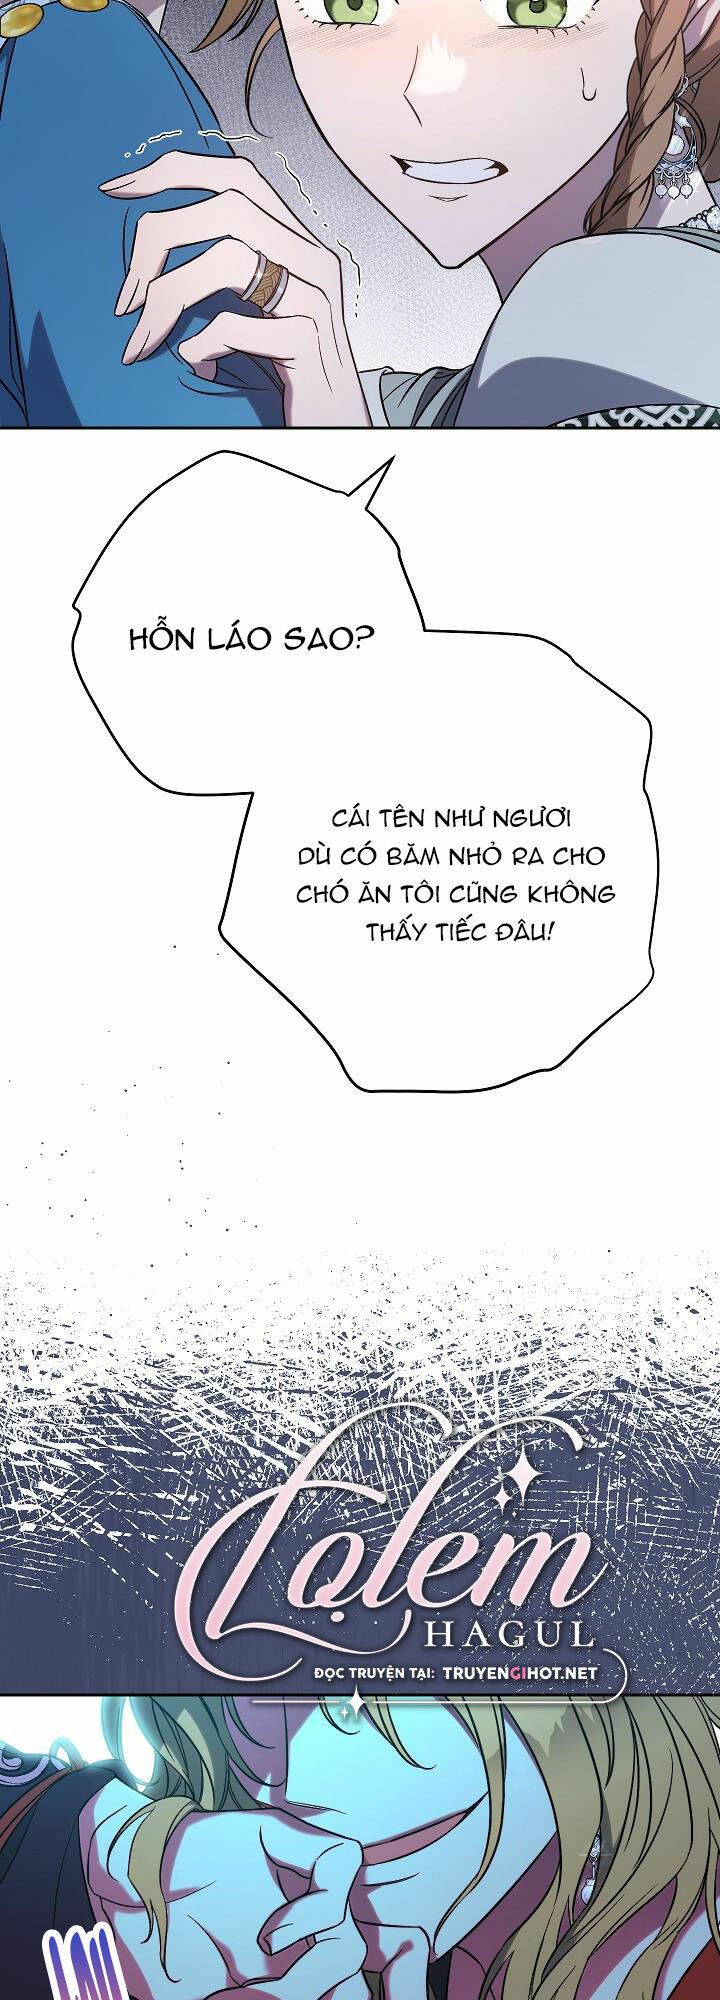 HỖN LÁO SAO?
CÁI TÊN NHƯ NGƯƠI
DÙ CÓ BĂM NHỎ RA CHO
CHÓ ĂN TÔI CŨNG KHÔNG
THẤY TIẾC ĐÂU!
Lọlem
HAGUL
ĐỌC TRUYỆN TẠI: TRUYENGIHOT.NET